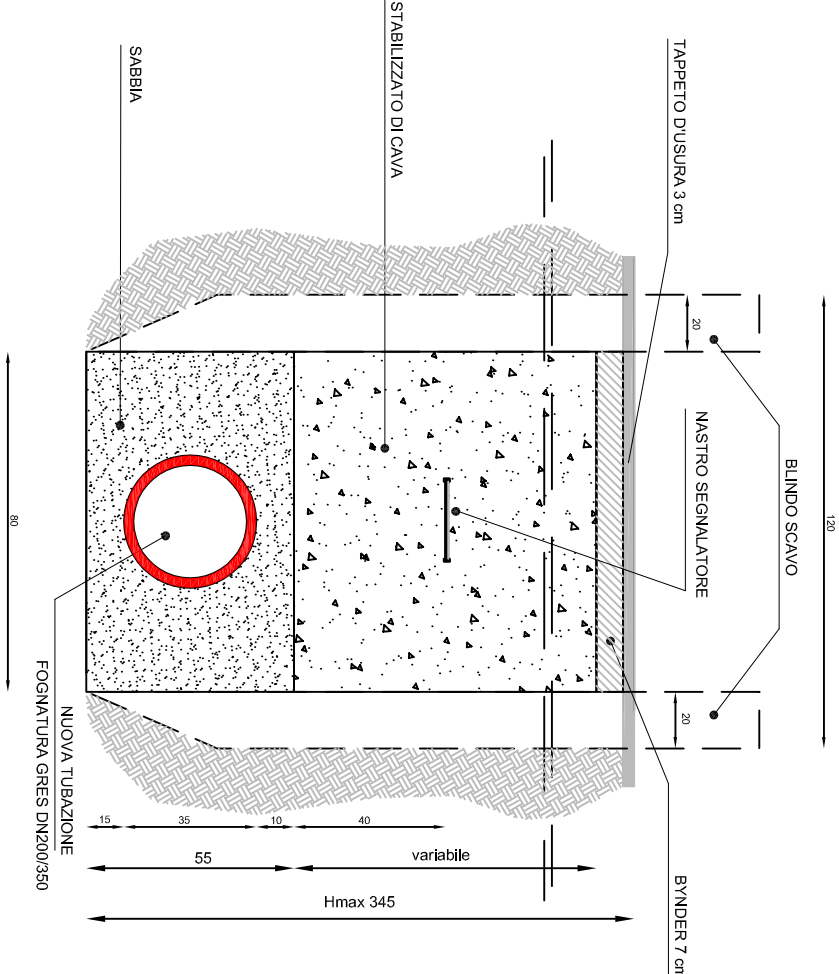 120
BLINDO SCAVO
20
20
TAPPETO D'USURA 3 cm
NASTRO SEGNALATORE
BYNDER 7 cm
STABILIZZATO DI CAVA
SABBIA
NUOVA TUBAZIONE
FOGNATURA GRES DN200/350
80
15
35
10
40
55
variabile
Hmax 345